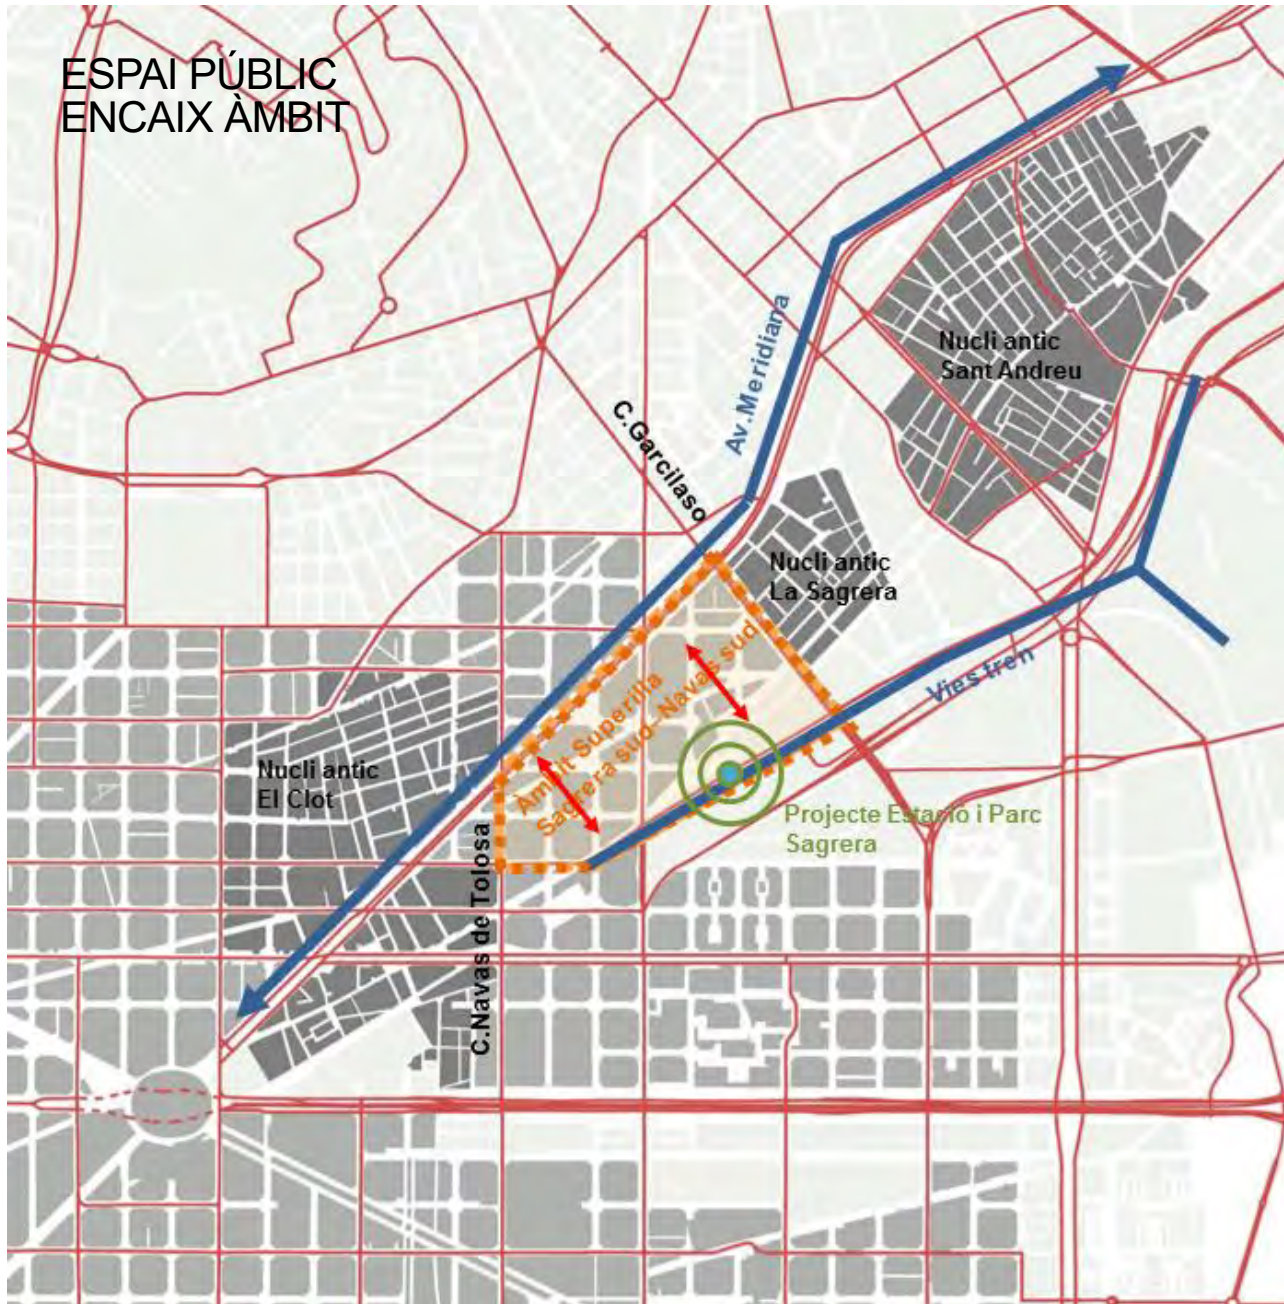 ESPAI PÚBLIC
ENCAIX ÀMBIT
Nucli antic
Sant Andreu
Av.Meridiana
C.Garcilaso
Nucli antic
La Sagrera
Vies tren
Àmbit Superilla
Sagrera sud-Navas sud
Nucli antic
El Clot
Projecte Estació i Parc
Sagrera
C.Navas de Tolosa